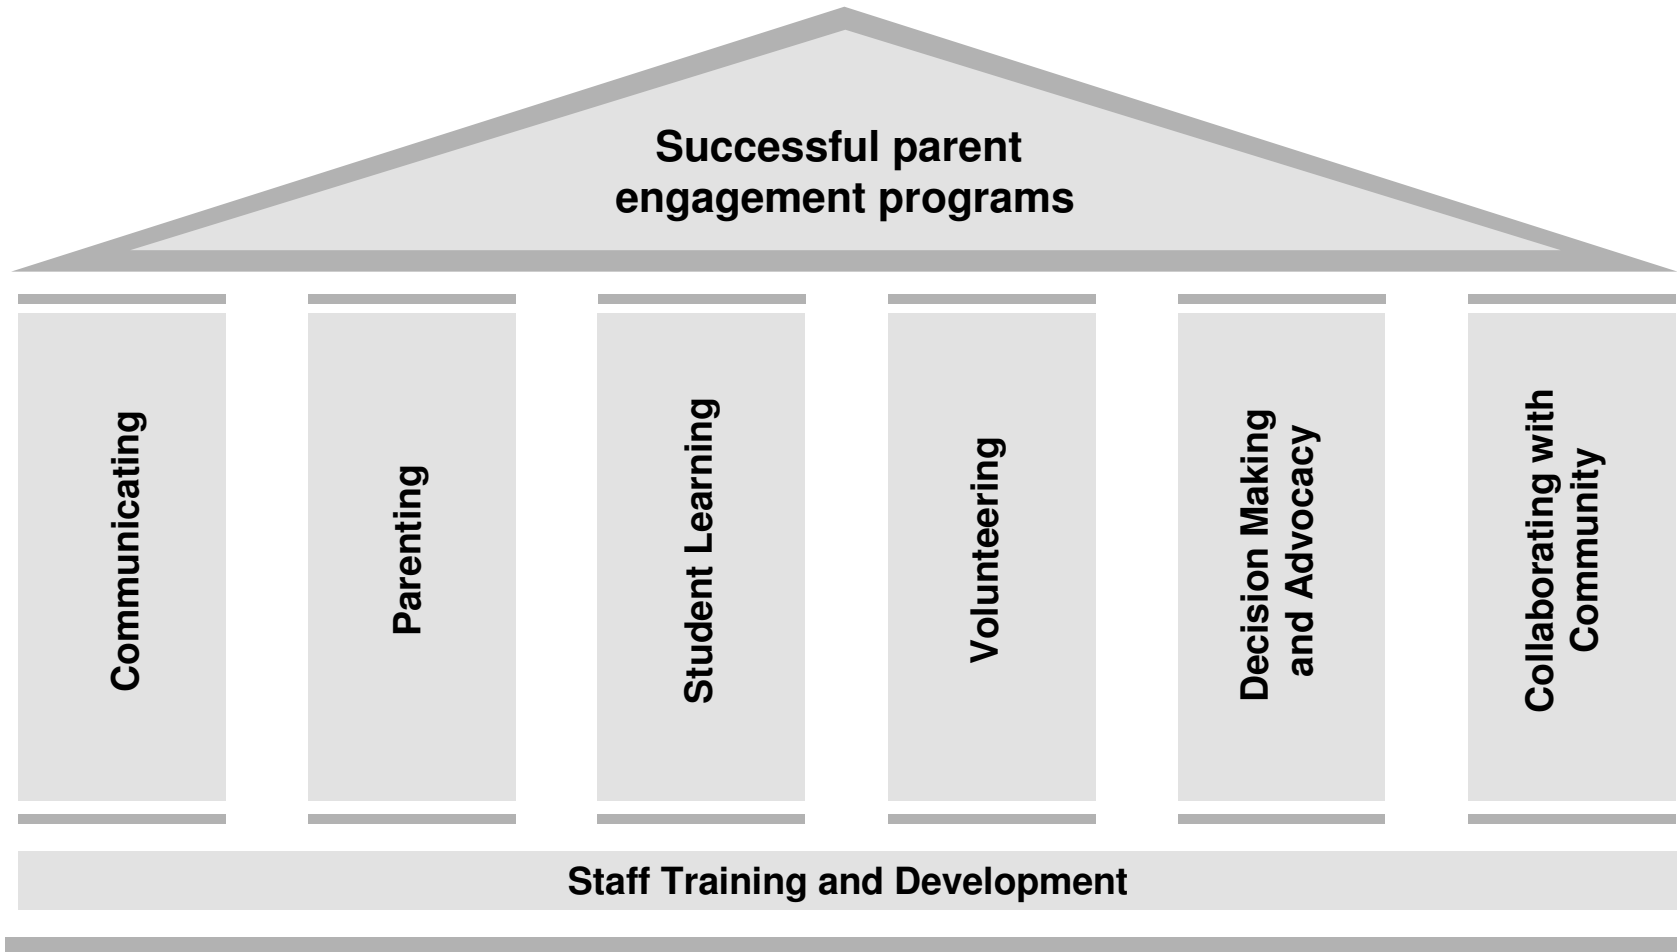 Successful parent
engagement programs
Communicating
Parenting
Student Learning
Volunteering
Decision Making
and Advocacy
Collaborating with
Community
Staff Training and Development